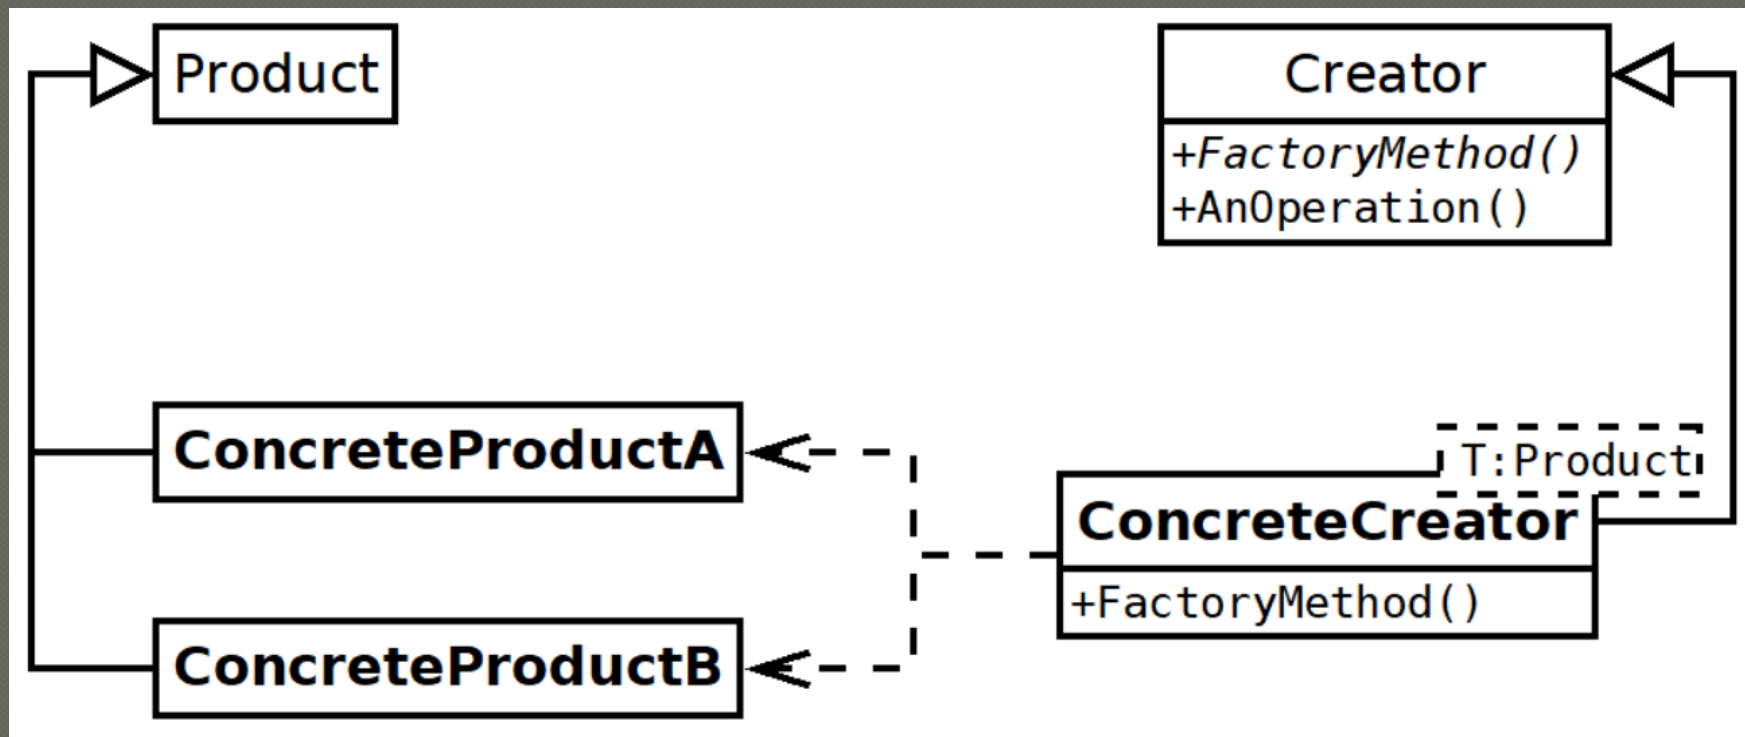 Product
Creator
+FactoryMethod()
+AnOperation()
ConcreteProductA
T:Product
ConcreteCreator
+FactoryMethod()
ConcreteProductB